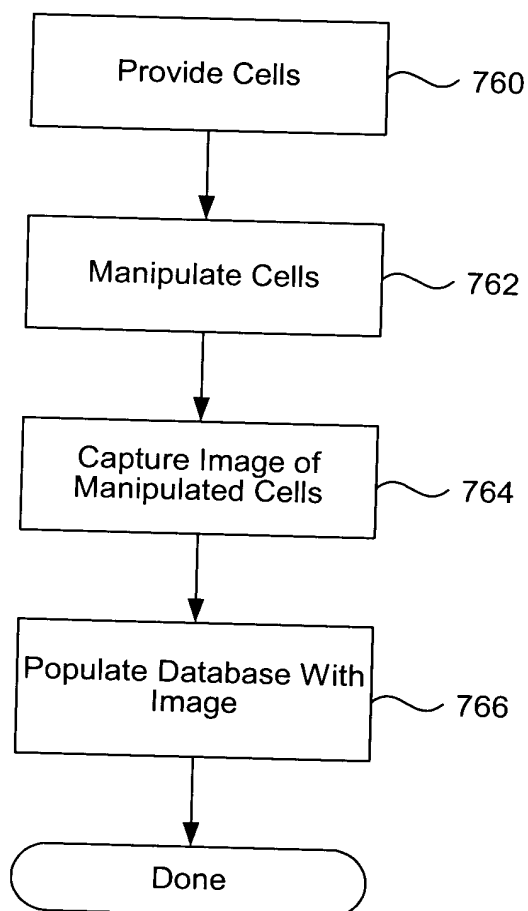 Provide Cells
760
Manipulate Cells
762
Capture Image of
Manipulated Cells
764
Populate Database With
Image
766
Done